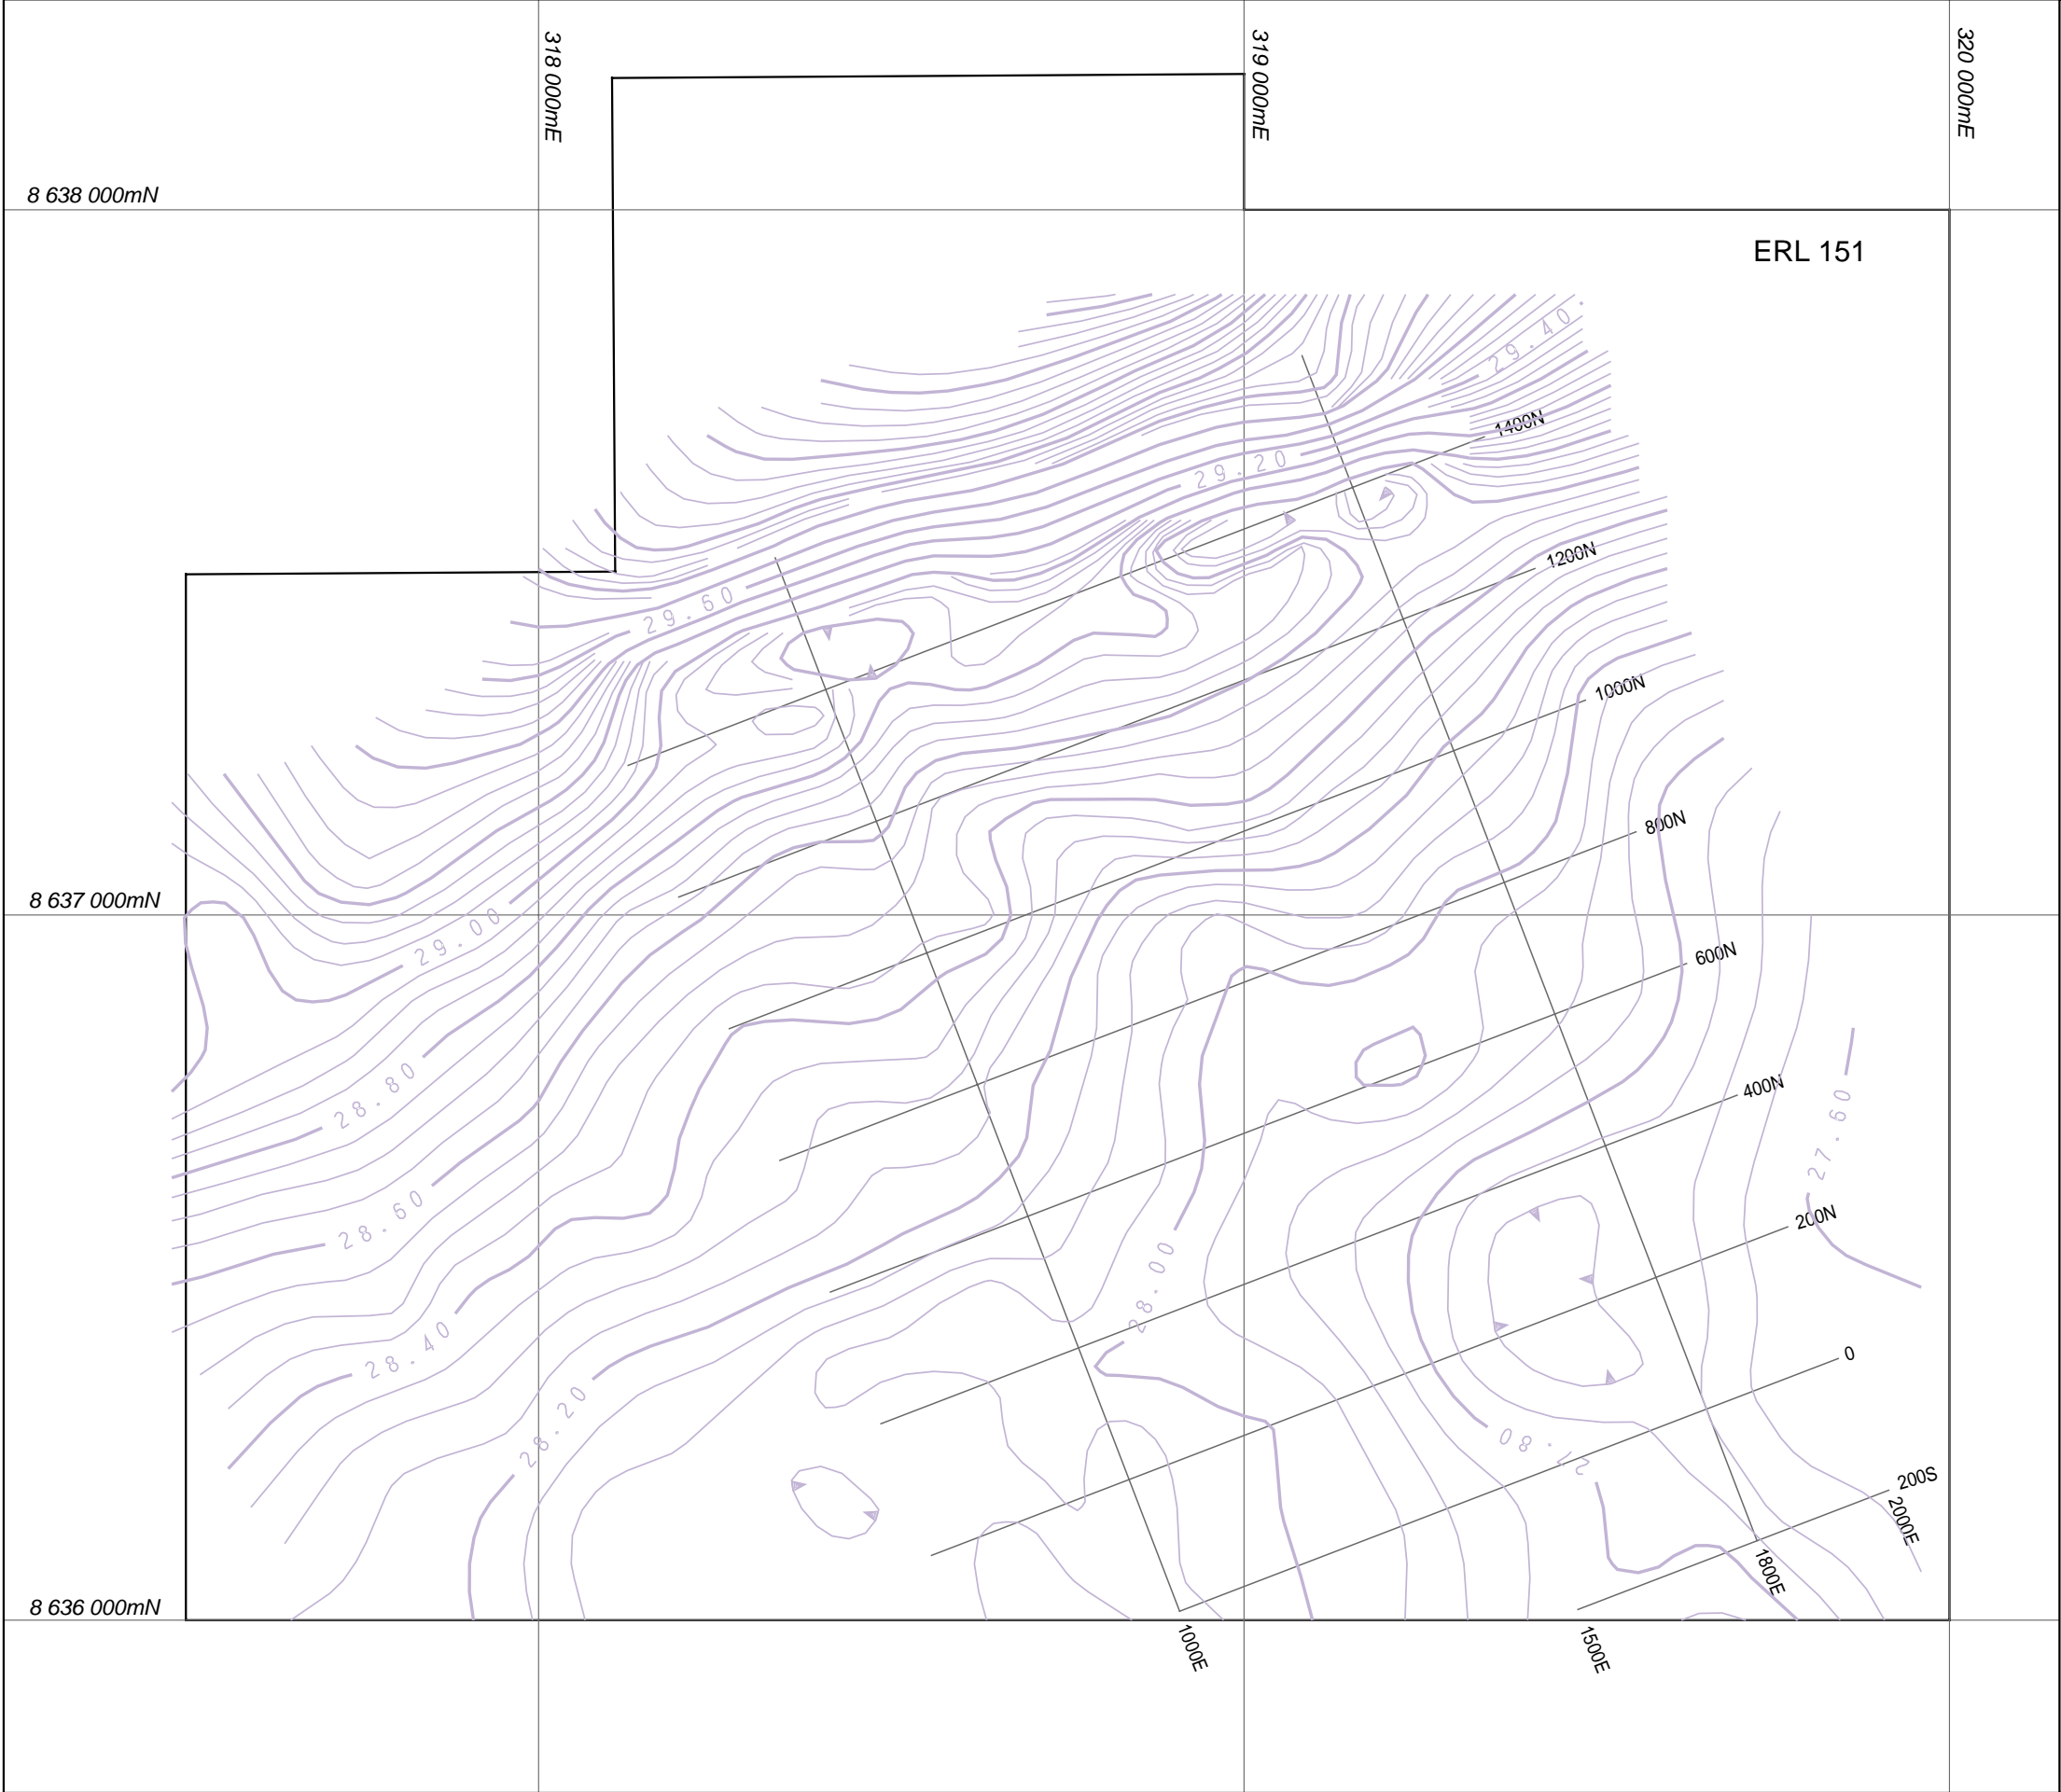 318 000mE
319 000mE
320 000mE
8 638 000mN
ERL 151
29.40
1400N
29.20
1200N
29.60
1000N
800N
8 637 000mN
29.00
600N
28.80
400N
27.60
28.60
200N
28.00
28.40
0
28.20
27.80
200S
2000E
1800E
8 636 000mN
1000E
1500E